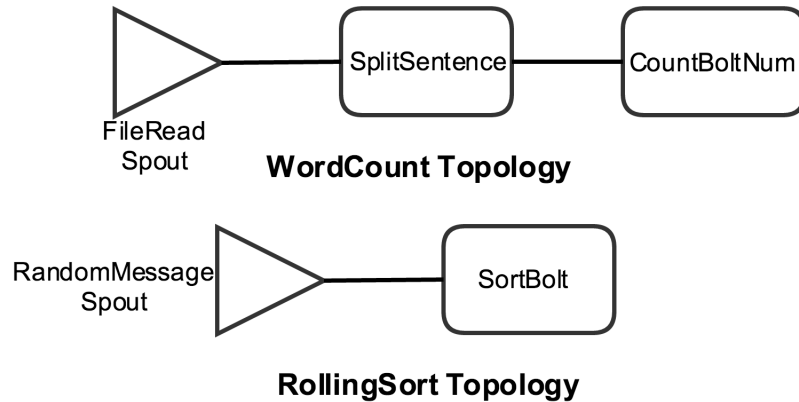 SplitSentence
CountBoltNum
FileRead
Spout
WordCount Topology
RandomMessage
Spout
SortBolt
RollingSort Topology